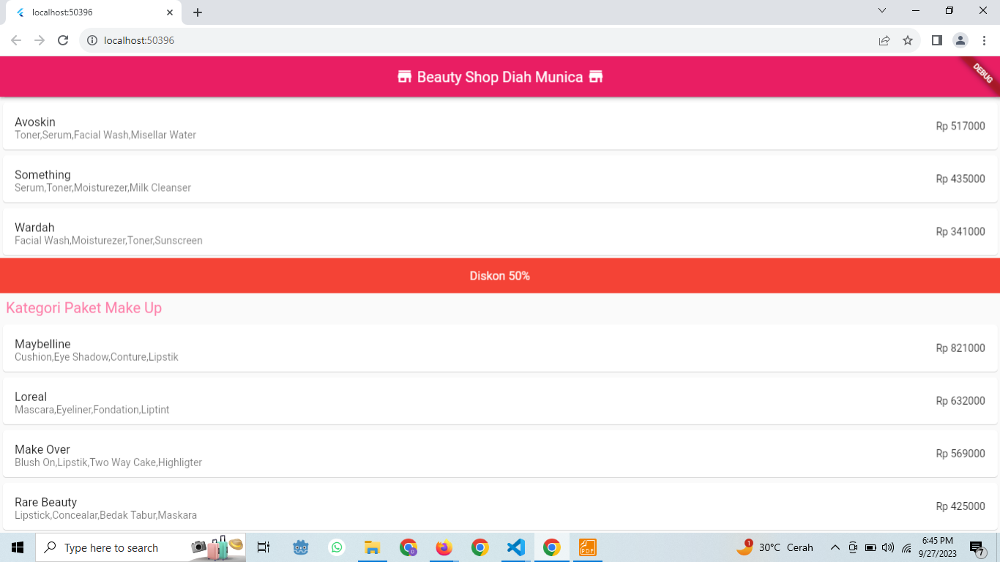 localhost:50396
localhost:50396
Beauty Shop Diah Munica
DEBUG
Avoskin
Toner,Serum,Facial Wash,Misellar Water
Rp 517000
Something
Serum,Toner,Moisturezer,Milk Cleanser
Rp 435000
Wardah
Facial Wash,Moisturezer,Toner,Sunscreen
Rp 341000
Diskon 50%
Kategori Paket Make Up
Maybelline
Cushion,Eye Shadow,Conture,Lipstik
Rp 821000
Loreal
Mascara,Eyeliner,Fondation,Liptint
Rp 632000
Make Over
Blush On,Lipstik,Two Way Cake,Highligter
Rp 569000
Rare Beauty
Lipstick,Concealar,Bedak Tabur,Maskara
Rp 425000
Type here to search
D
PDF
1
30°C Cerah
6:45 PM
9/27/2023
7